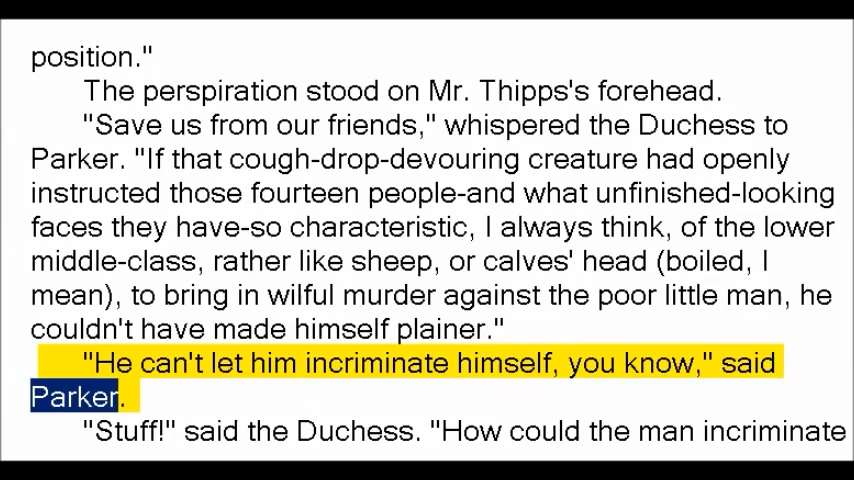 position."
The perspiration stood on Mr. Thipps's forehead.
"Save us from our friends," whispered the Duchess to
Parker. "If that cough-drop-devouring creature had openly
instructed those fourteen people-and what unfinished-looking
faces they have-so characteristic, I always think, of the lower
middle-class, rather like sheep, or calves' head (boiled, I
mean), to bring in wilful murder against the poor little man, he
couldn't have made himself plainer."
"He can't let him incriminate himself, you know," said
Parker.
"Stuff!" said the Duchess. "How could the man incriminate